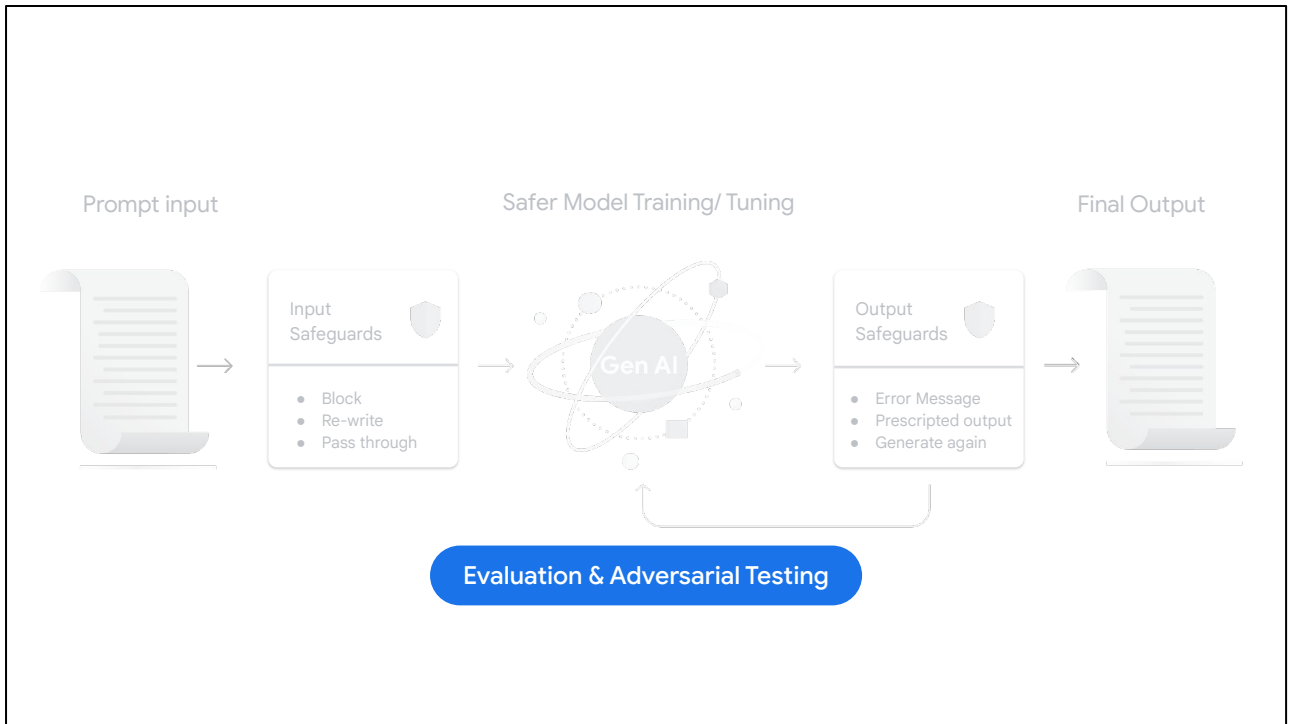 Prompt input
Safer Model Training/ Tuning
Final Output
Input
Safeguards
Block
Re-write
Pass through
Gen AI
Output
Safeguards
Error Message
Prescripted output
Generate again
Evaluation & Adversarial Testing